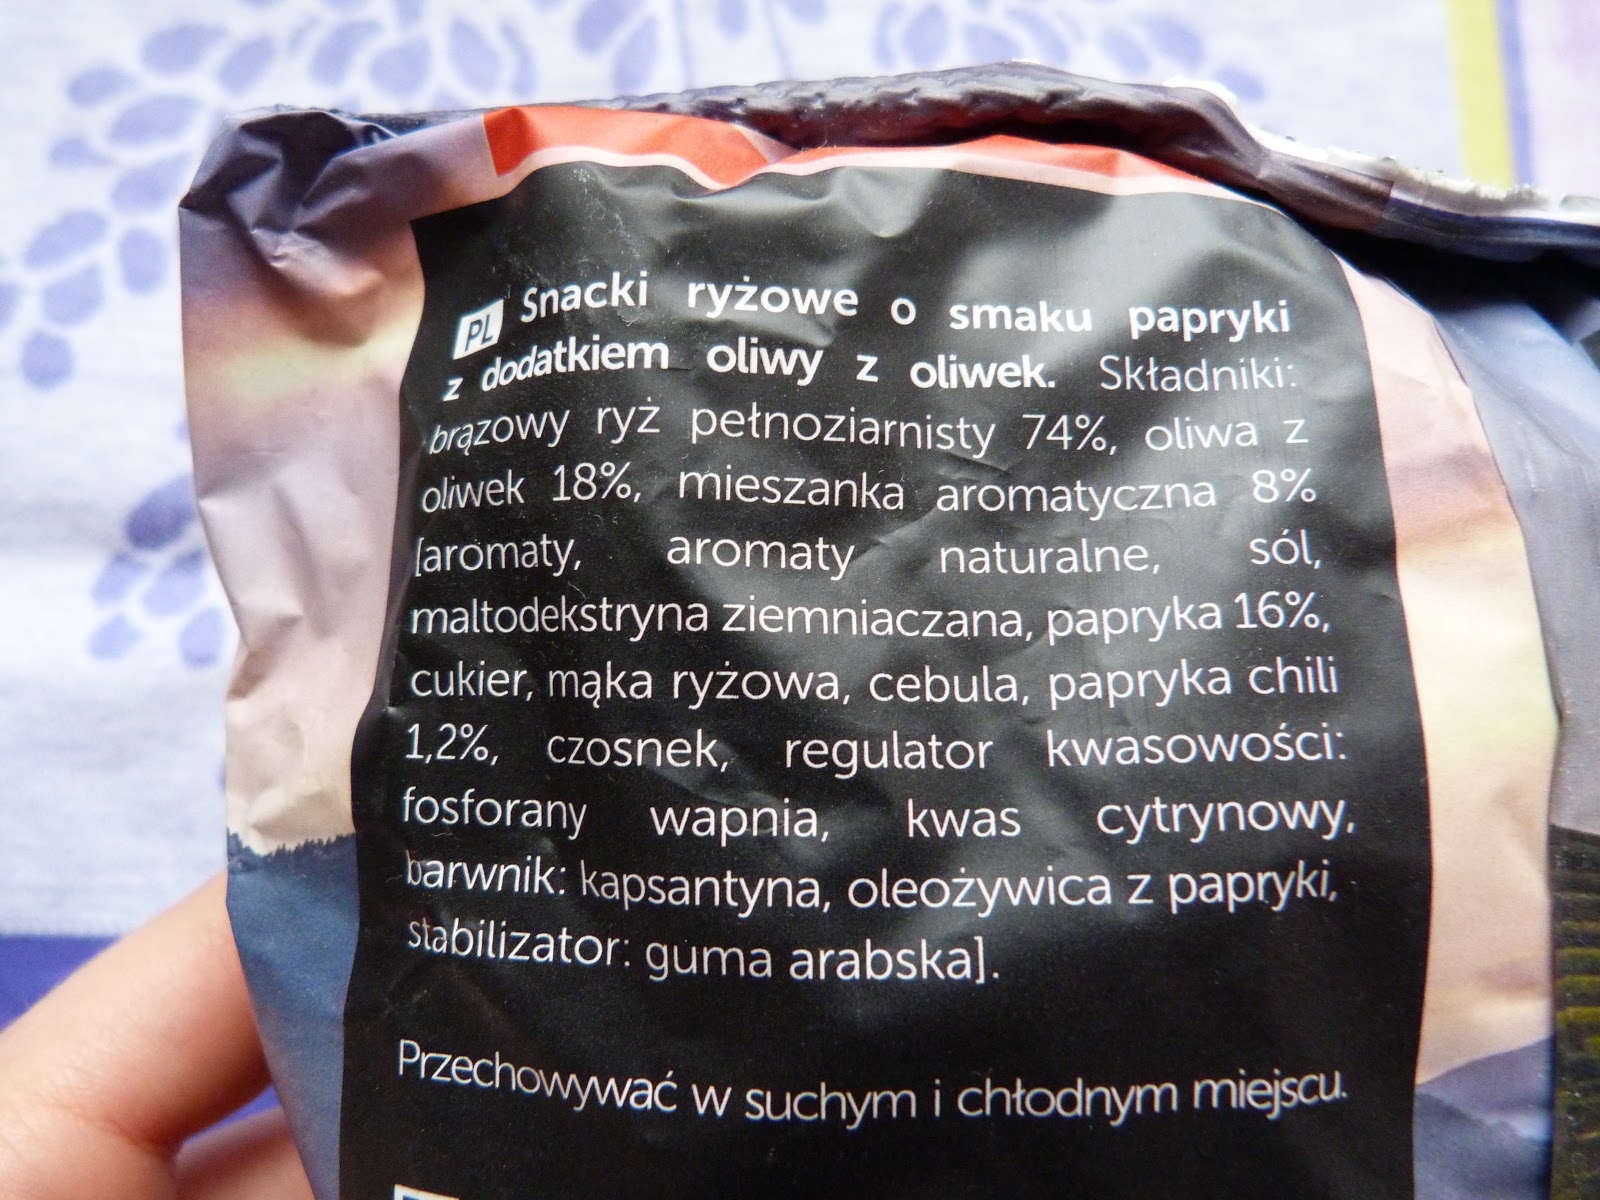 PL Snacki ryżowe o smaku papryki
z dodatkiem oliwy z oliwek. Składniki:
brązowy ryż pełnoziarnisty 74%, oliwa z
oliwek 18%, mieszanka aromatyczna 8%
[aromaty, aromaty naturalne, sól,
maltodekstryna ziemniaczana, papryka 16%,
cukier, mąka ryżowa, cebula, papryka chili
1,2%, czosnek, regulator kwasowości:
fosforany wapnia, kwas cytrynowy,
barwnik: kapsantyna, oleożywica z papryki,
stabilizator: guma arabska].
Przechowywać w suchym i chłodnym miejscu.